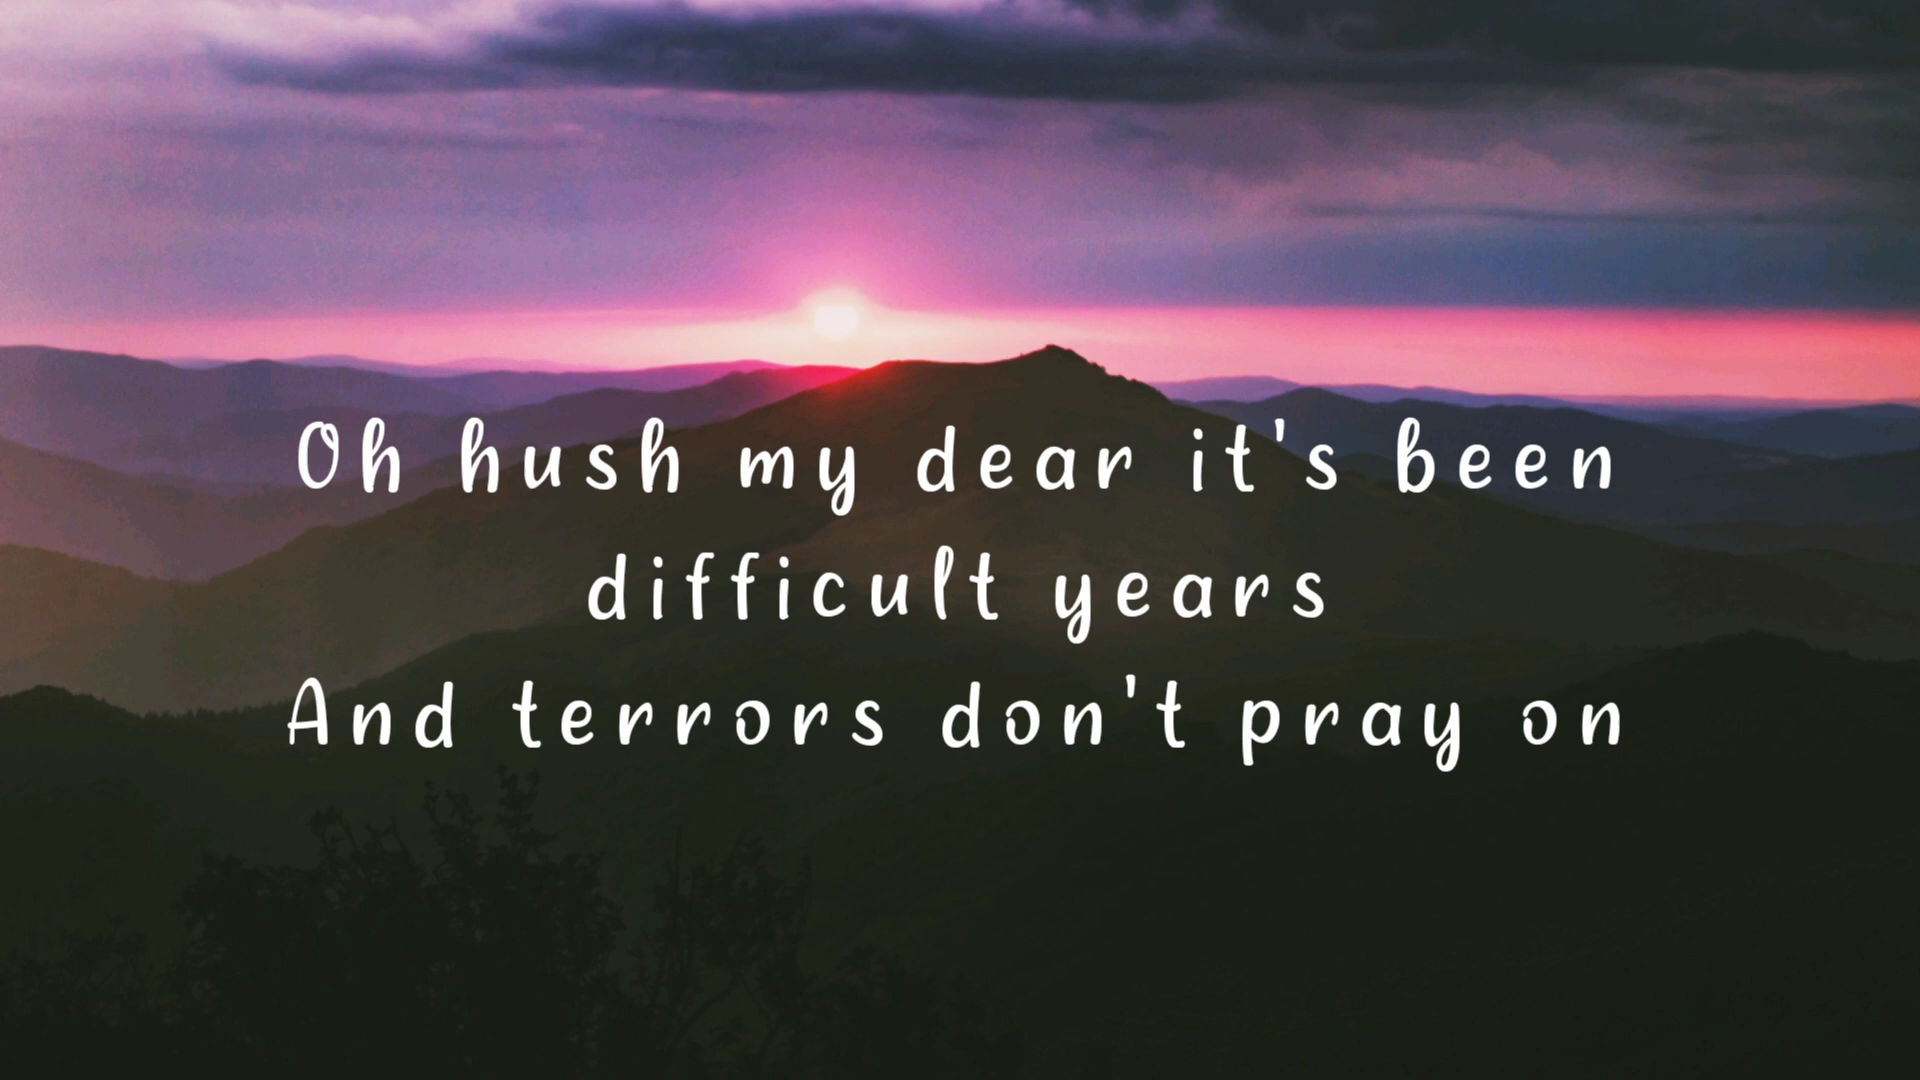 Oh hush my dear it's been
difficult years
And terrors don't pray on